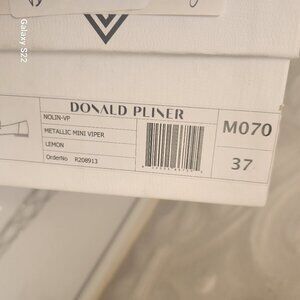 Galaxy S22
DONALD PLINER
NOLIN-VP
METALLIC MINI VIPER
LEMON
OrderNo R208913
M070
37